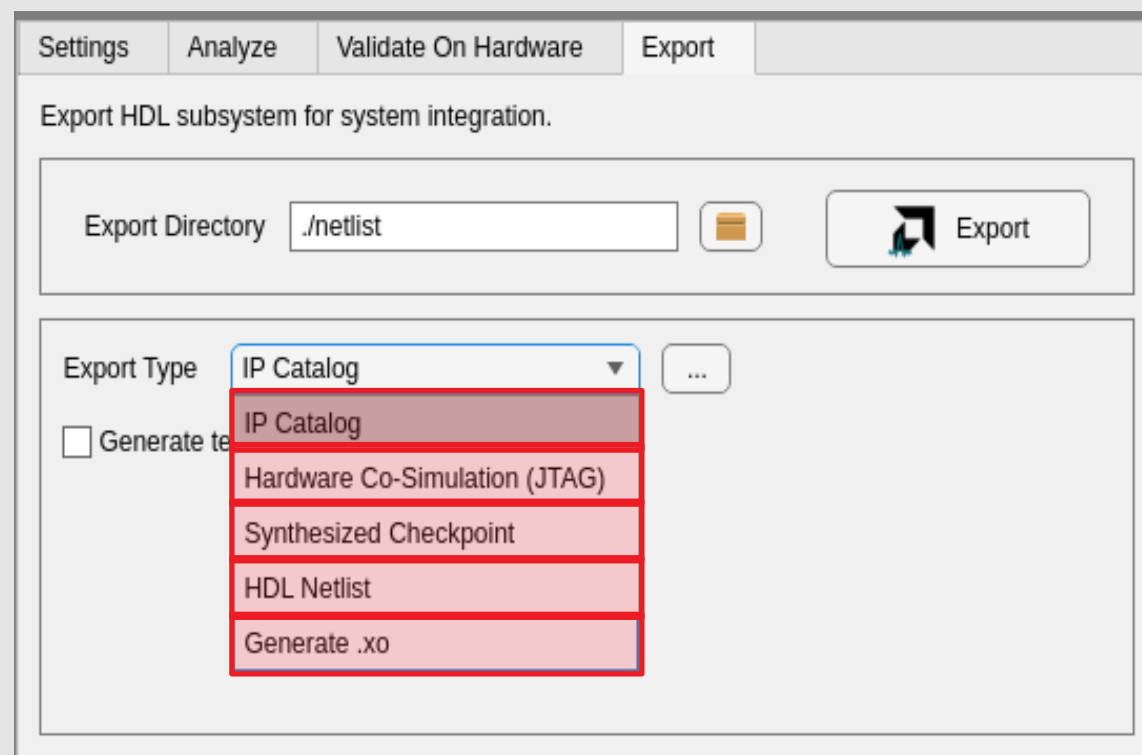 Settings Analyze Validate On Hardware Export
Export HDL subsystem for system integration.
Export Directory ./netlist Export
Export Type IP Catalog ...
IP Catalog
Generate te
Hardware Co-Simulation (JTAG)
Synthesized Checkpoint
HDL Netlist
Generate .xo